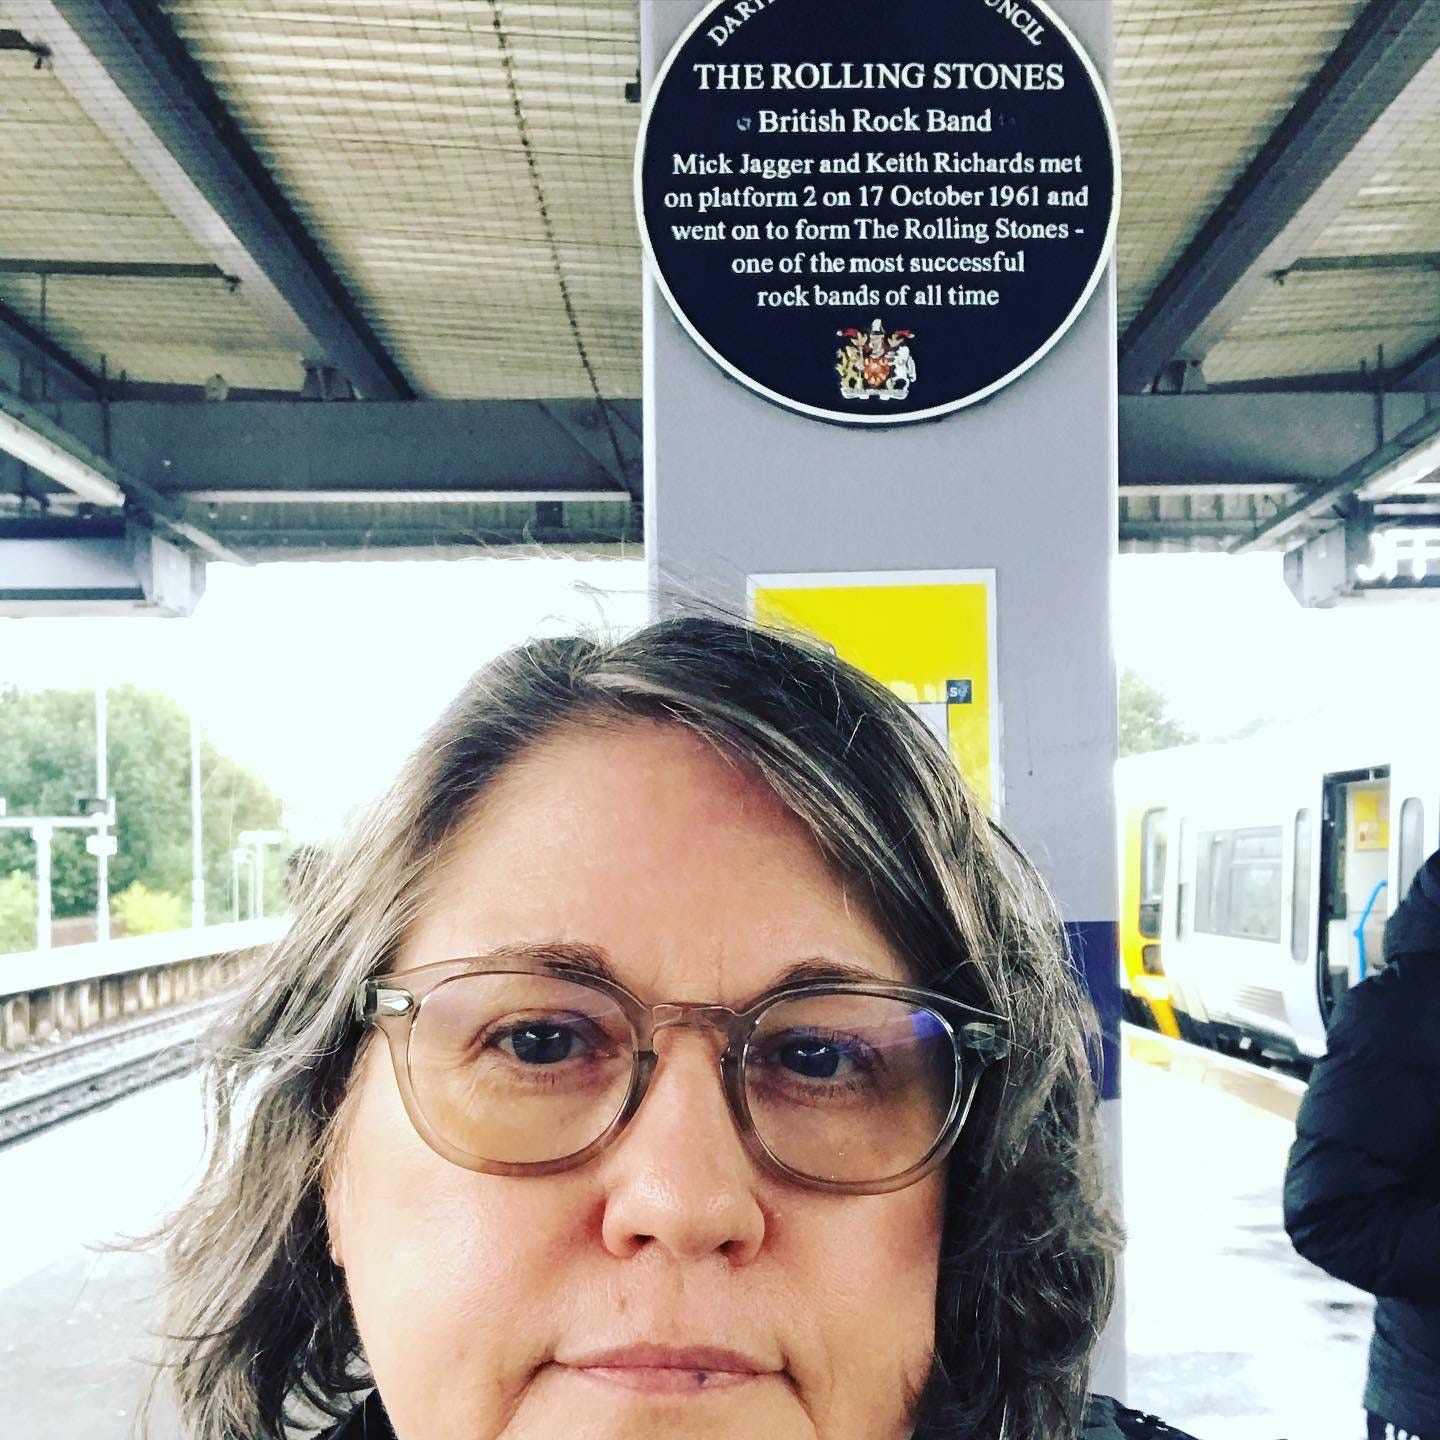 THE ROLLING STONES
British Rock Band
Mick Jagger and Keith Richards met
on platform 2 on 17 October 1961 and
went on to form The Rolling Stones -
one of the most successful
rock bands of all time